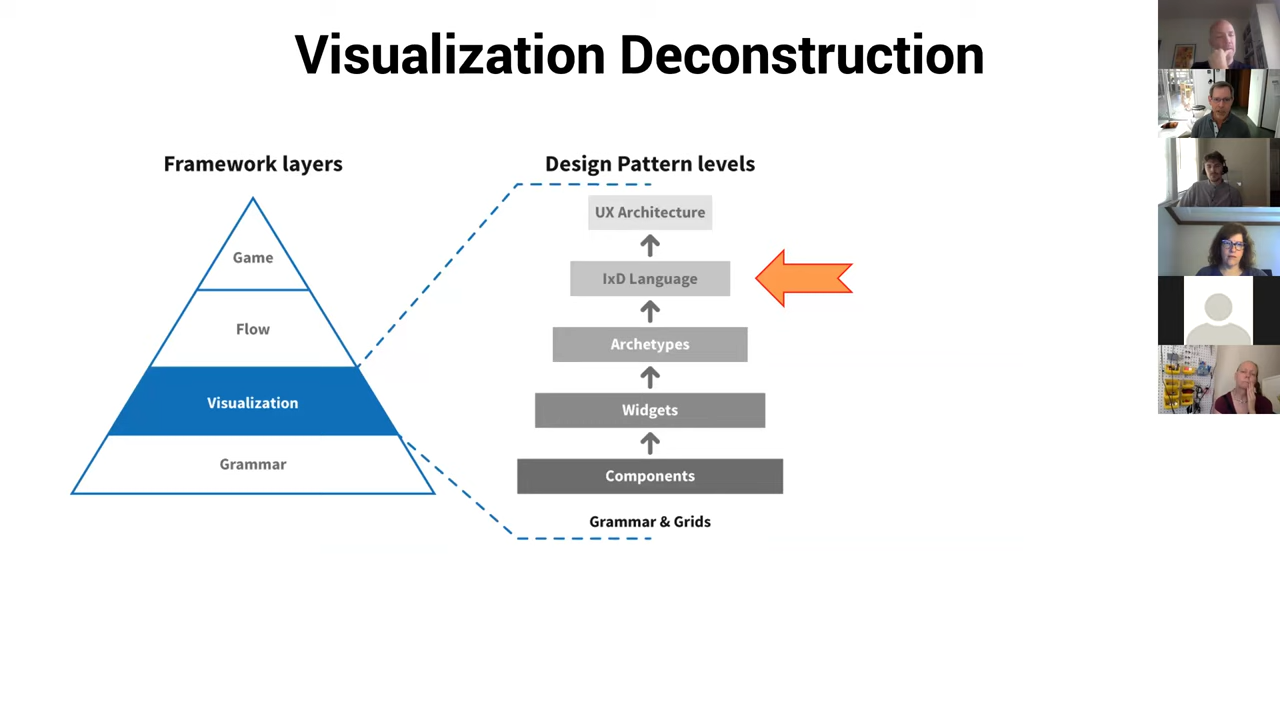 Visualization Deconstruction
Framework layers
Game
Flow
Visualization
Grammar
Design Pattern levels
UX Architecture
IxD Language
Archetypes
Widgets
Components
Grammar & Grids